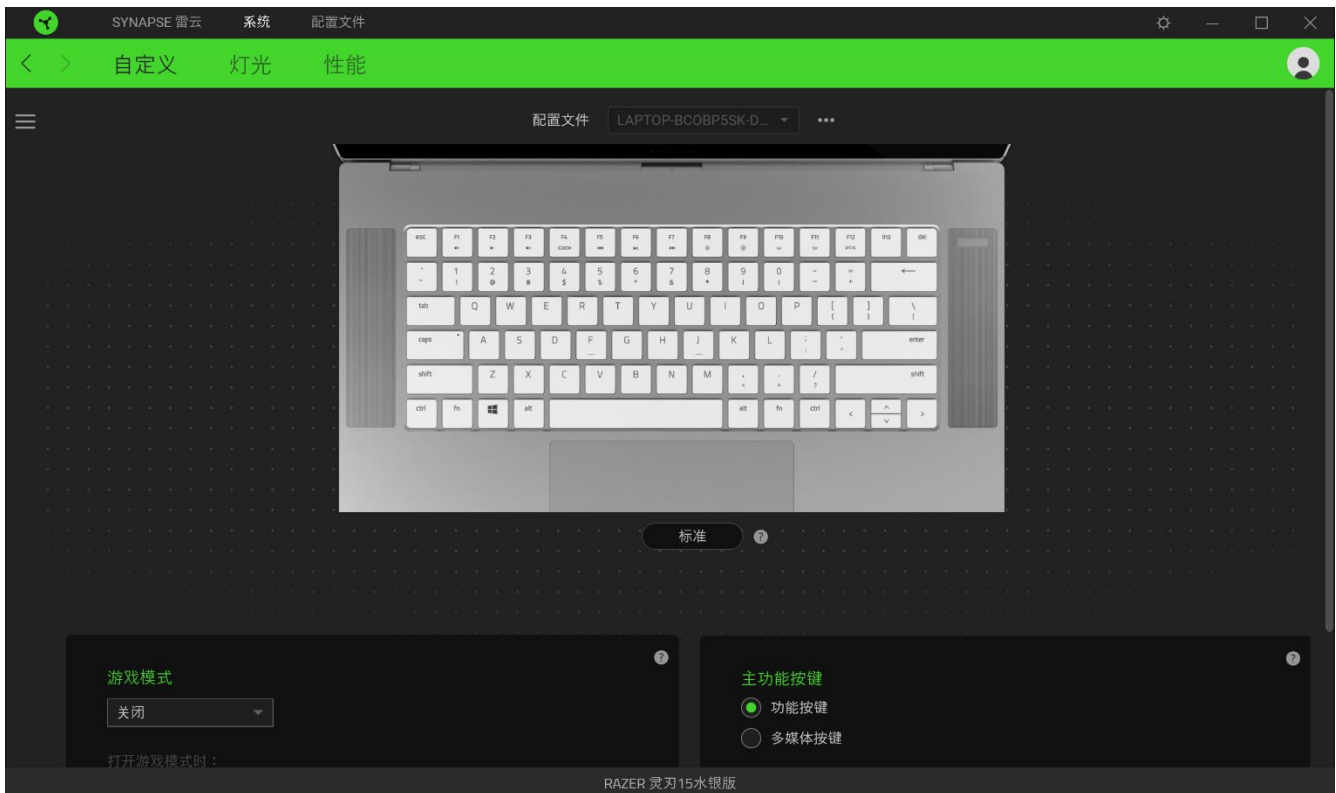 SYNAPSE 雷云 系统 配置文件
自定义 灯光 性能
配置文件 LAPTOP-BCOBP5SK-D... •••
esc F1 F2 F3 F4 F5 F6 F7 F8 F9 F10 F11 F12 ins del
1 2 3 4 5 6 7 8 9 0
! @ # $ % ^ & * ( )
tab Q W E R T Y U I O P [ ] \
{ } |
caps A S D F G H J K L ; ' enter
shift Z X C V B N M , . / shift
< > ?
ctrl fn alt alt fn ctrl < ^ >
v
标准 ?
?
?
游戏模式
关闭
打开游戏模式时：
主功能按键
功能按键
多媒体按键
RAZER 灵刃15水银版